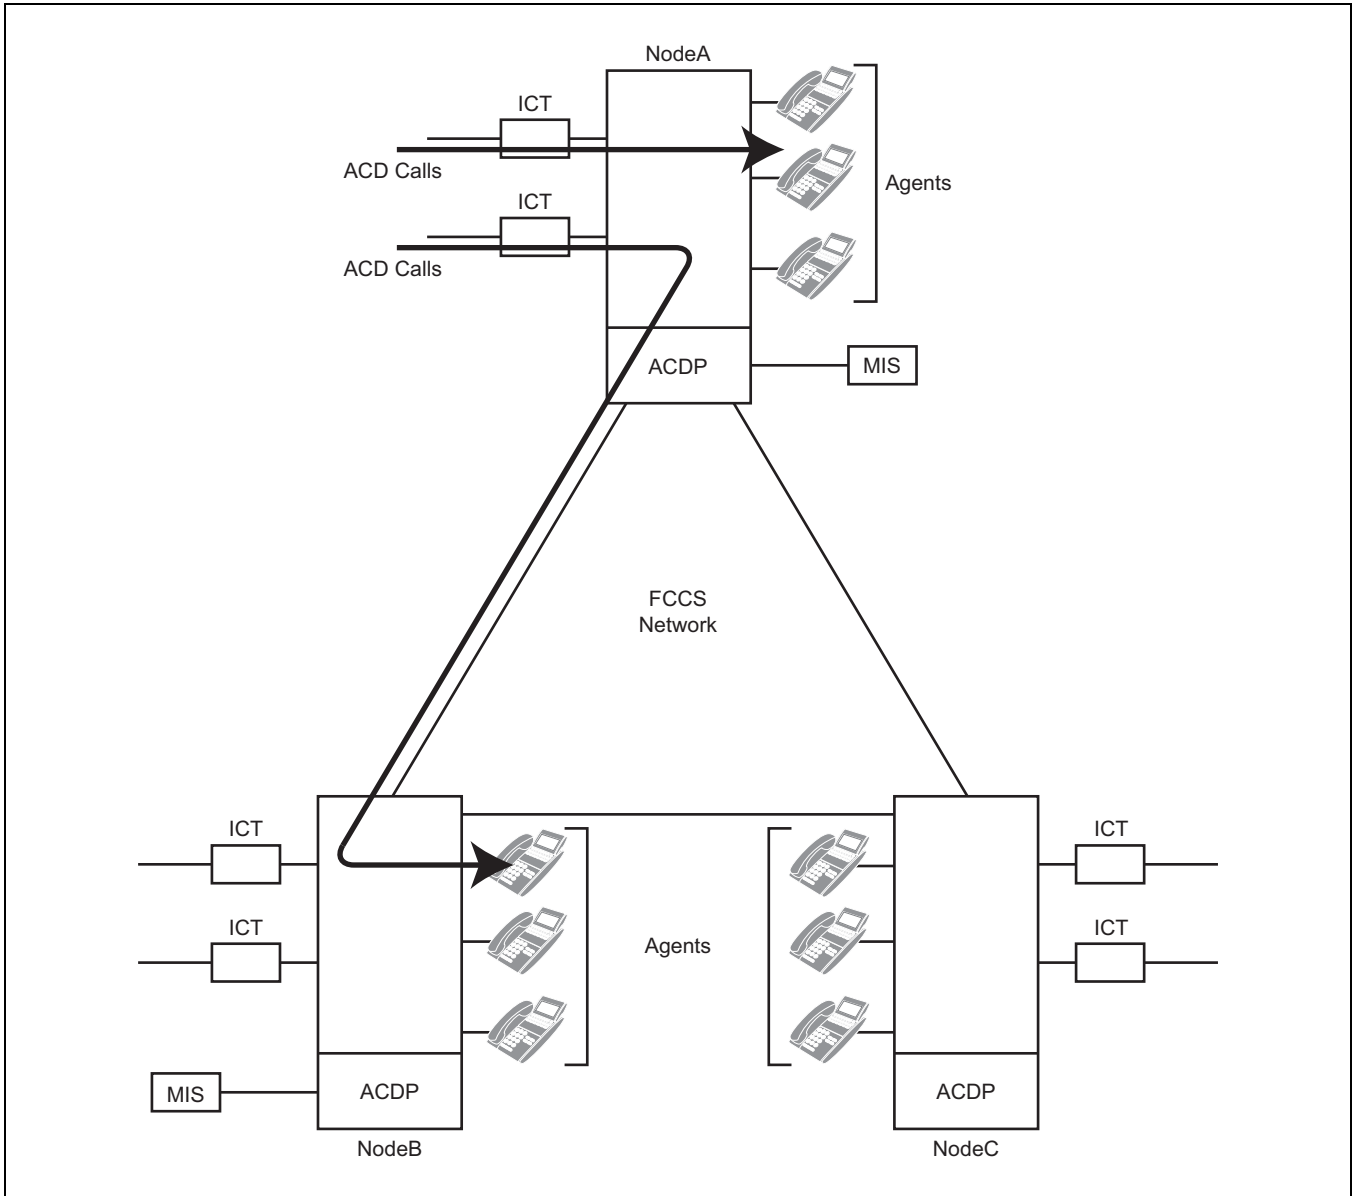 NodeA
ICT
ACD Calls
ICT
Agents
ACD Calls
ACDP
MIS
FCCS
Network
ICT
ICT
ICT
ICT
Agents
MIS
ACDP
ACDP
NodeB
NodeC